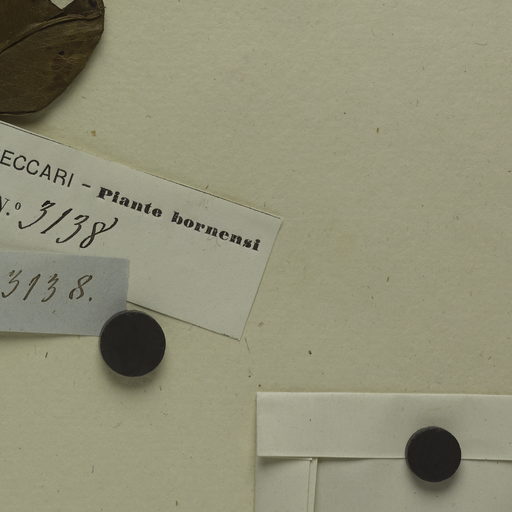 ECCARI – Piante bornensi
N.º 3138
3138.